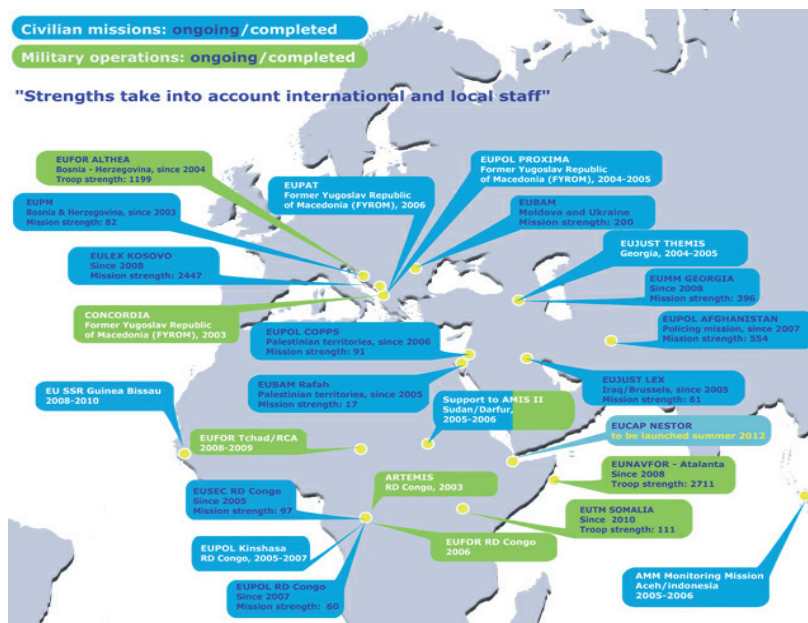 Civilian missions: ongoing/completed
Military operations: ongoing/completed
"Strengths take into account international and local staff"
EUFOR ALTHEA
Bosnia - Herzegovina, since 2004
Troop strength: 1199
EUPM
Bosnia & Herzegovina, since 2003
Mission strength: 82
EULEX KOSOVO
Since 2008
Mission strength: 2447
CONCORDIA
Former Yugoslav Republic
of Macedonia (FYROM), 2003
EUPAT
Former Yugoslav Republic
of Macedonia (FYROM), 2006
EUPOL PROXIMA
Former Yugoslav Republic
of Macedonia (FYROM), 2004-2005
EUBAM
Moldova and Ukraine
Mission strength: 200
EUJUST THEMIS
Georgia, 2004-2005
EUMM GEORGIA
Since 2008
Mission strength: 396
EUPOL AFGHANISTAN
Policing mission, since 2007
Mission strength: 554
EUPOL COPPS
Palestinian territories, since 2006
Mission strength: 91
EUBAM Rafah
Palestinian territories, since 2005
Mission strength: 17
EUJUST LEX
Iraq/Brussels, since 2005
Mission strength: 61
EU SSR Guinea Bissau
2008-2010
Support to AMIS II
Sudan/Darfur,
2005-2006
EUCAP NESTOR
to be launched summer 2012
EUFOR Tchad/RCA
2008-2009
EUNAVFOR - Atalanta
Since 2008
Troop strength: 2711
ARTEMIS
RD Congo, 2003
EUSEC RD Congo
Since 2005
Mission strength: 97
EUTM SOMALIA
Since 2010
Troop strength: 111
EUPOL Kinshasa
RD Congo, 2005-2007
EUFOR RD Congo
2006
EUPOL RD Congo
Since 2007
Mission strength: 60
AMM Monitoring Mission
Aceh/indonesia
2005-2006